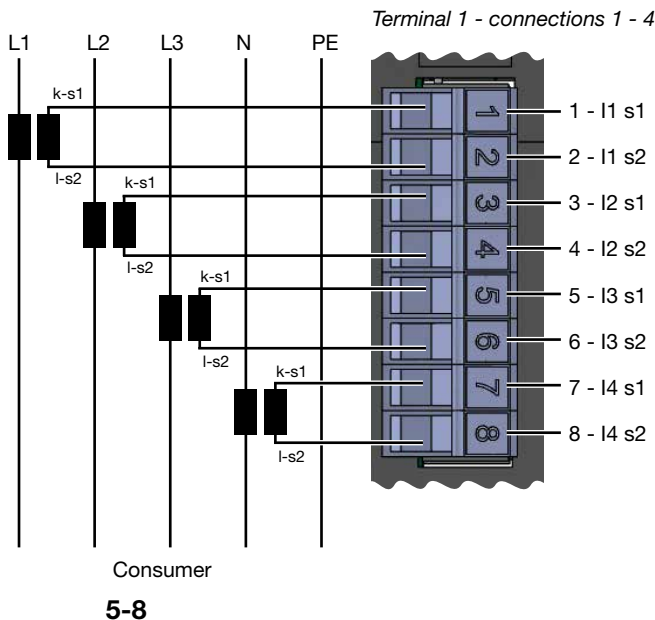 Terminal 1 - connections 1 - 4
L1 L2 L3 N PE
k-s1
l-s2
k-s1
l-s2
k-s1
l-s2
k-s1
l-s2
1
2
3
4
5
6
7
8
1 - I1 s1
2 - I1 s2
3 - I2 s1
4 - I2 s2
5 - I3 s1
6 - I3 s2
7 - I4 s1
8 - I4 s2
Consumer
5-8